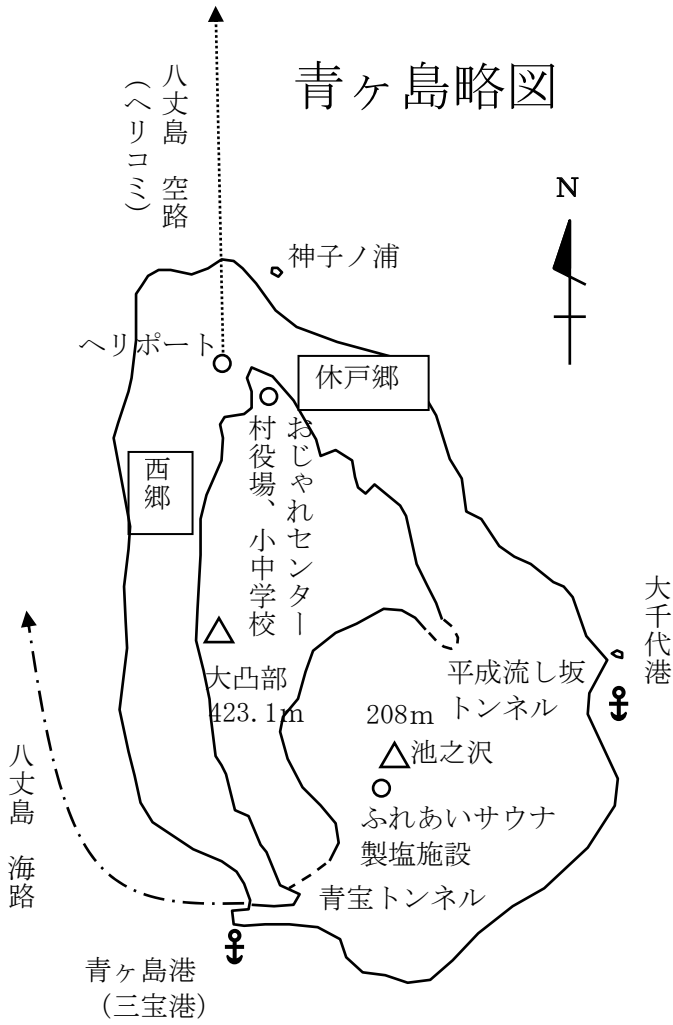 青ヶ島略図
八丈島　空路
（ヘリコミ）
N
神子ノ浦
ヘリポート
休戸郷
西郷
おじゃれセンター
村役場、小中学校
大千代港
大凸部
423.1m
平成流し坂
トンネル
208m
池之沢
ふれあいサウナ
製塩施設
八丈島　海路
青宝トンネル
青ヶ島港
（三宝港）